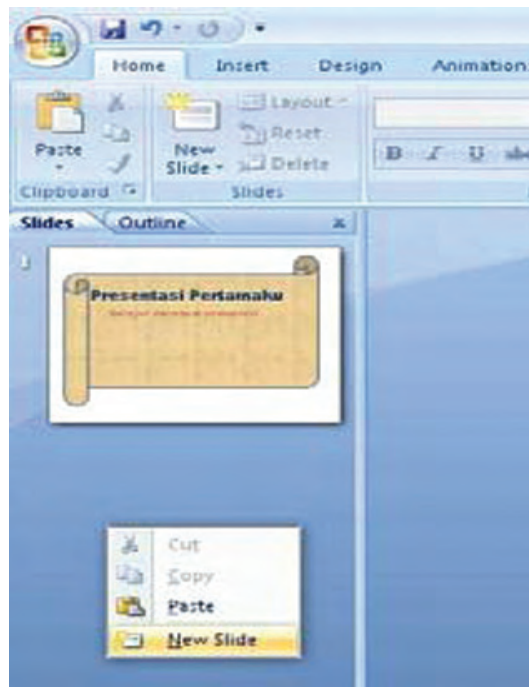 Home Insert Design Animation
Paste
New Slide
Layout
Reset
Delete
B I U abc
Clipboard
Slides
Slides Outline
1
Presentasi Pertamaku
Cut
Copy
Paste
New Slide